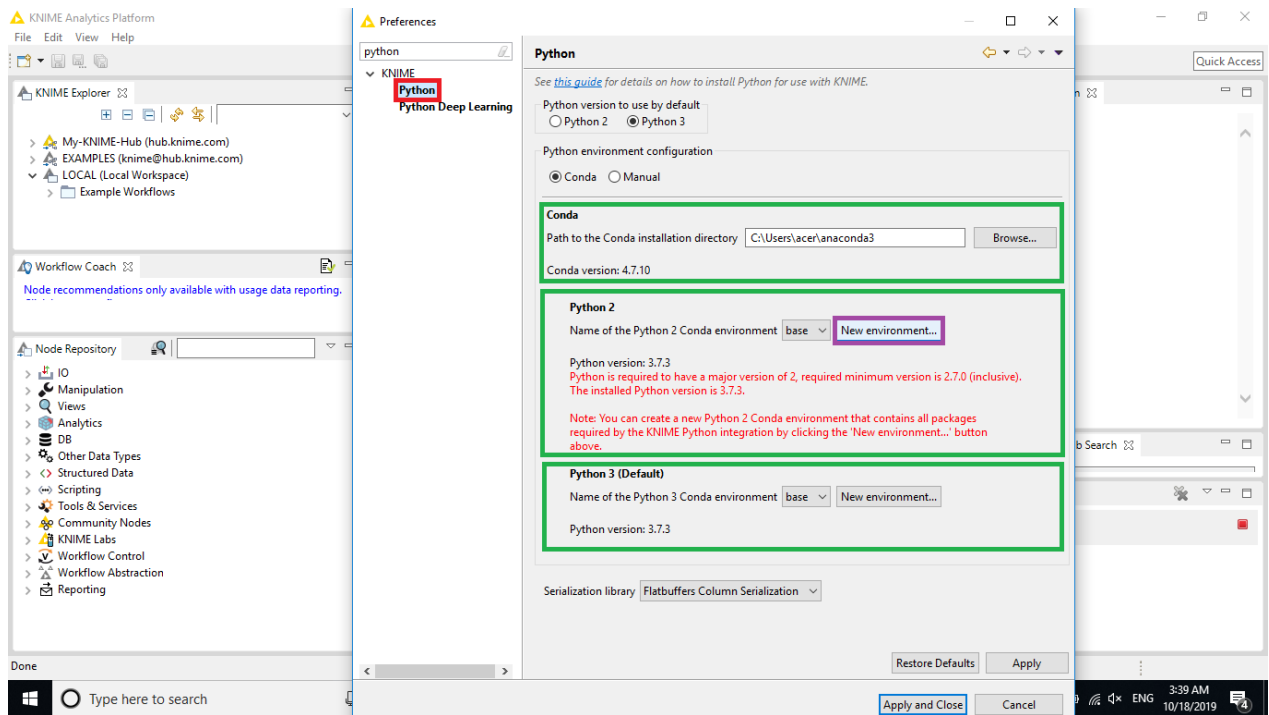 KNIME Analytics Platform
File Edit View Help
Quick Access
KNIME Explorer
My-KNIME-Hub (hub.knime.com)
EXAMPLES (knime@hub.knime.com)
LOCAL (Local Workspace)
Example Workflows
Workflow Coach
Node recommendations only available with usage data reporting.
Node Repository
IO
Manipulation
Views
Analytics
DB
Other Data Types
Structured Data
Scripting
Tools & Services
Community Nodes
KNIME Labs
Workflow Control
Workflow Abstraction
Reporting
Done
Preferences
python
KNIME
Python
Python Deep Learning
Python
See this guide for details on how to install Python for use with KNIME.
Python version to use by default
Python 2 Python 3
Python environment configuration
Conda Manual
Conda
Path to the Conda installation directory C:\Users\acer\anaconda3 Browse...
Conda version: 4.7.10
Python 2
Name of the Python 2 Conda environment base New environment...
Python version: 3.7.3
Python is required to have a major version of 2, required minimum version is 2.7.0 (inclusive).
The installed Python version is 3.7.3.
Note: You can create a new Python 2 Conda environment that contains all packages
required by the KNIME Python integration by clicking the 'New environment...' button
above.
Python 3 (Default)
Name of the Python 3 Conda environment base New environment...
Python version: 3.7.3
Serialization library Flatbuffers Column Serialization
Restore Defaults Apply
Apply and Close Cancel
n
b Search
Type here to search
ENG
3:39 AM
10/18/2019
4